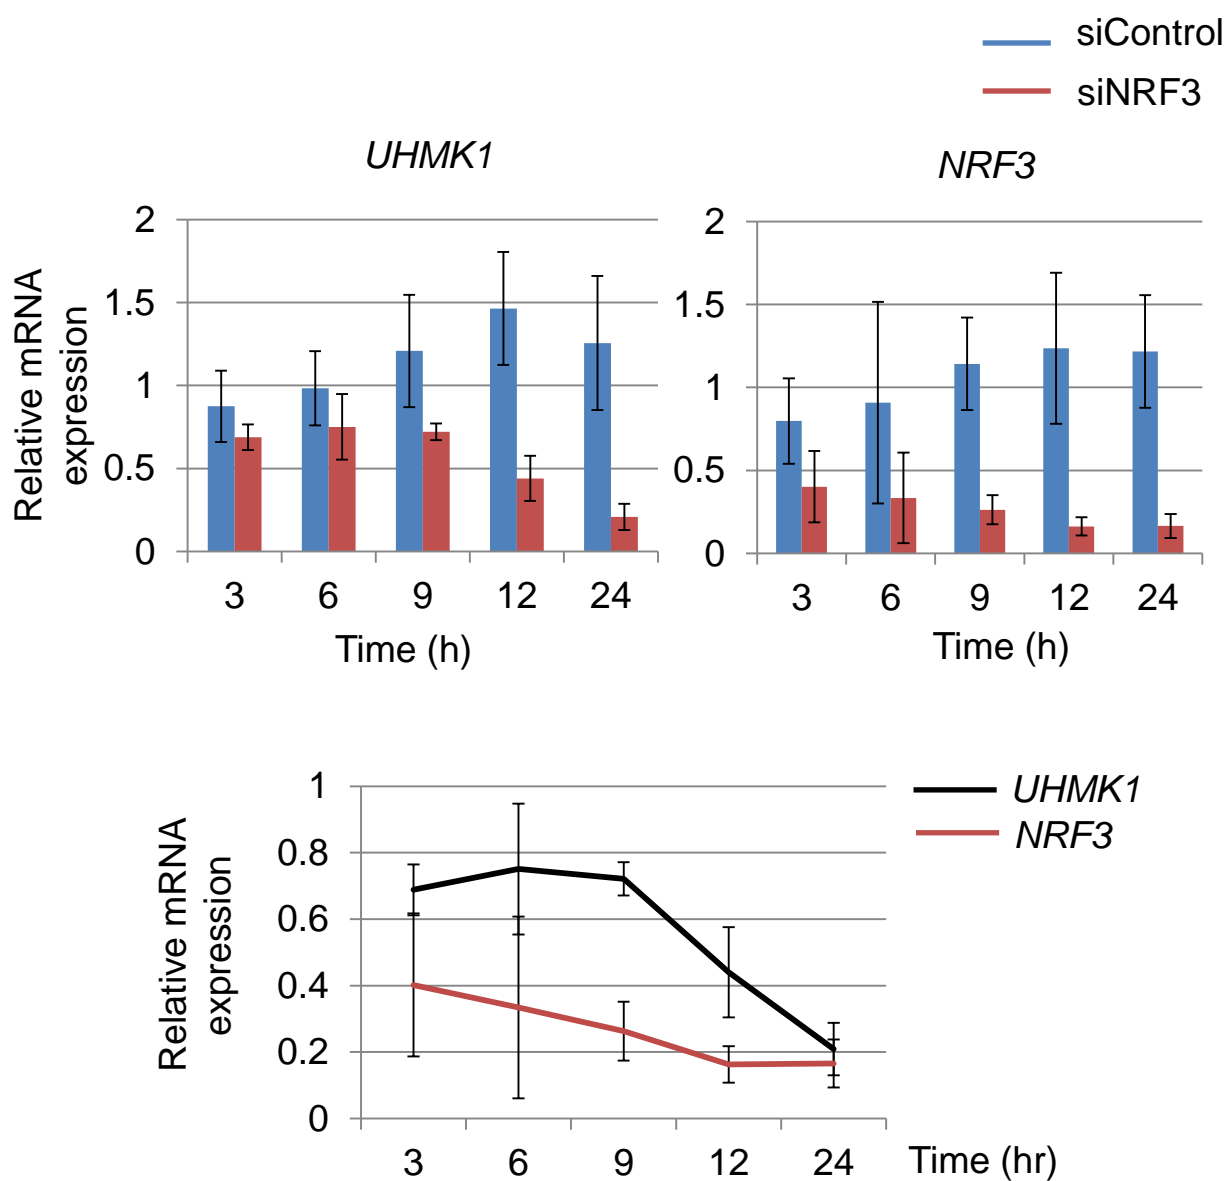 siControl
siNRF3
UHMK1
NRF3
Relative mRNA
expression
2
1.5
1
0.5
0
3 6 9 12 24
Time (h)
2
1.5
1
0.5
0
3 6 9 12 24
Time (h)
Relative mRNA
expression
1
0.8
0.6
0.4
0.2
0
3 6 9 12 24
Time (hr)
UHMK1
NRF3